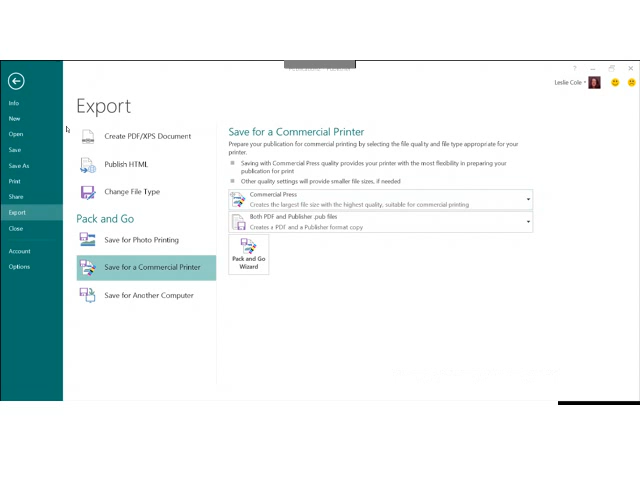 ?
Leslie Cole
Info
New
Open
Save
Save As
Print
Share
Export
Close
Account
Options
Export
Create PDF/XPS Document
Publish HTML
Change File Type
Pack and Go
Save for Photo Printing
Save for a Commercial Printer
Save for Another Computer
Save for a Commercial Printer
Prepare your publication for commercial printing by selecting the file quality and file type appropriate for your
printer.
Saving with Commercial Press quality provides your printer with the most flexibility in preparing your
publication for print
Other quality settings will provide smaller file sizes, if needed
Commercial Press
Creates the largest file size with the highest quality, suitable for commercial printing
Both PDF and Publisher .pub files
Creates a PDF and a Publisher format copy
Pack and Go
Wizard